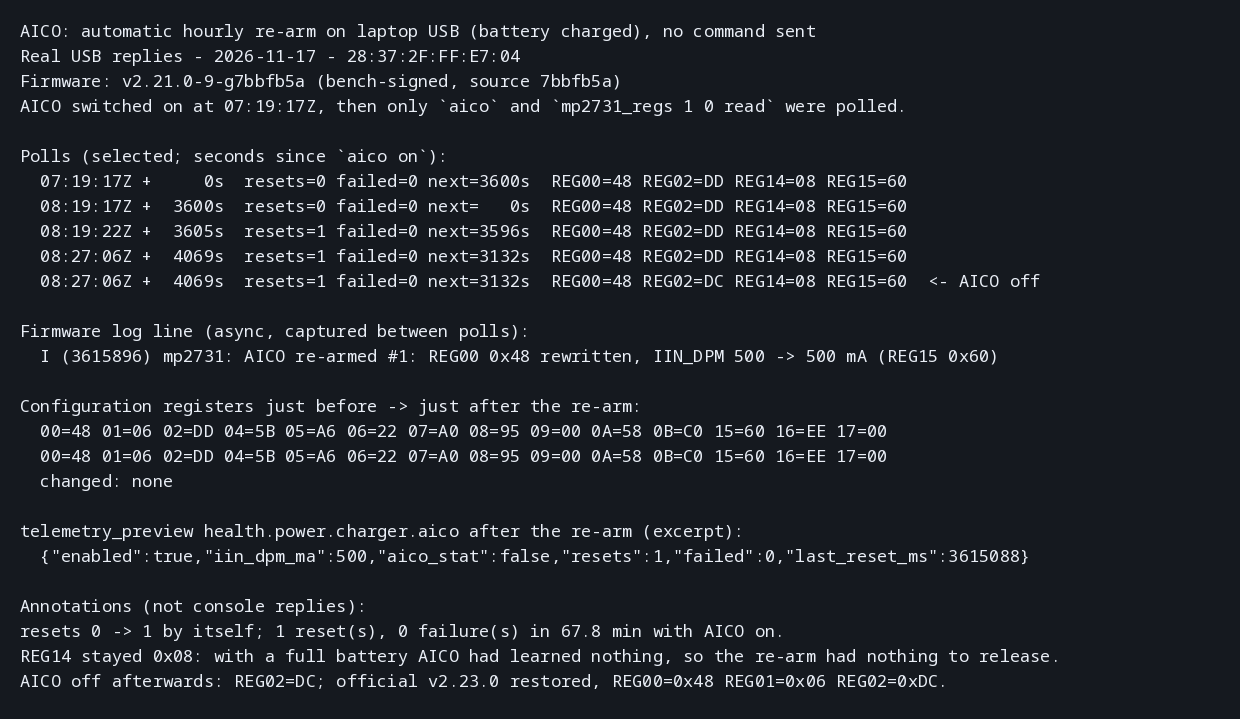 AICO: automatic hourly re-arm on laptop USB (battery charged), no command sent
Real USB replies - 2026-11-17 - 28:37:2F:FF:E7:04
Firmware: v2.21.0-9-g7bbfb5a (bench-signed, source 7bbfb5a)
AICO switched on at 07:19:17Z, then only `aico` and `mp2731_regs 1 0 read` were polled.
Polls (selected; seconds since `aico on`):
07:19:17Z +     0s  resets=0 failed=0 next=3600s  REG00=48 REG02=DD REG14=08 REG15=60
08:19:17Z +  3600s  resets=0 failed=0 next=   0s  REG00=48 REG02=DD REG14=08 REG15=60
08:19:22Z +  3605s  resets=1 failed=0 next=3596s  REG00=48 REG02=DD REG14=08 REG15=60
08:27:06Z +  4069s  resets=1 failed=0 next=3132s  REG00=48 REG02=DD REG14=08 REG15=60
08:27:06Z +  4069s  resets=1 failed=0 next=3132s  REG00=48 REG02=DC REG14=08 REG15=60  <- AICO off
Firmware log line (async, captured between polls):
I (3615896) mp2731: AICO re-armed #1: REG00 0x48 rewritten, IIN_DPM 500 -> 500 mA (REG15 0x60)
Configuration registers just before -> just after the re-arm:
00=48 01=06 02=DD 04=5B 05=A6 06=22 07=A0 08=95 09=00 0A=58 0B=C0 15=60 16=EE 17=00
00=48 01=06 02=DD 04=5B 05=A6 06=22 07=A0 08=95 09=00 0A=58 0B=C0 15=60 16=EE 17=00
changed: none
telemetry_preview health.power.charger.aico after the re-arm (excerpt):
{"enabled":true,"iin_dpm_ma":500,"aico_stat":false,"resets":1,"failed":0,"last_reset_ms":3615088}
Annotations (not console replies):
resets 0 -> 1 by itself; 1 reset(s), 0 failure(s) in 67.8 min with AICO on.
REG14 stayed 0x08: with a full battery AICO had learned nothing, so the re-arm had nothing to release.
AICO off afterwards: REG02=DC; official v2.23.0 restored, REG00=0x48 REG01=0x06 REG02=0xDC.